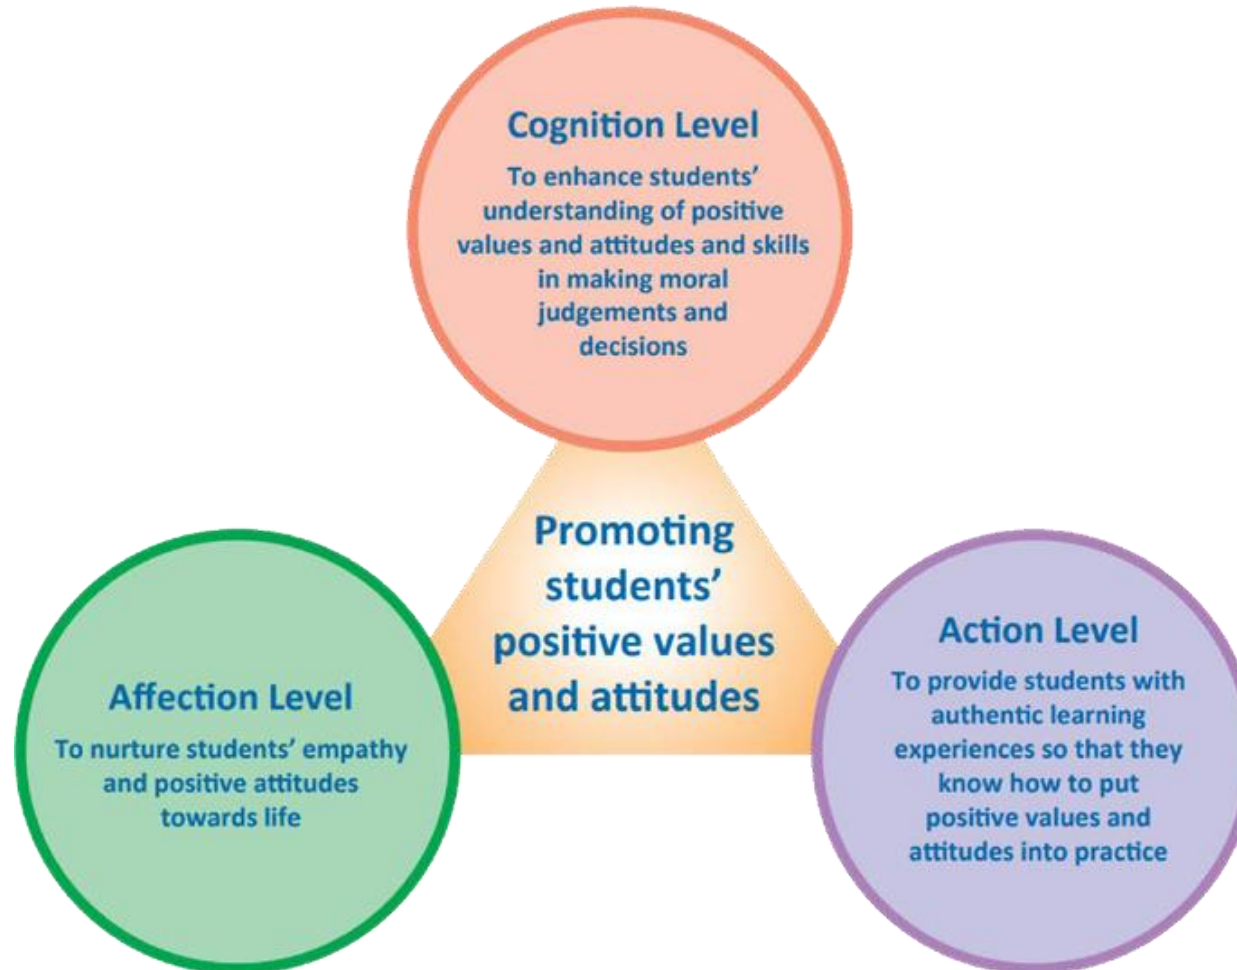 Cognition Level
To enhance students’
understanding of positive
values and attitudes and skills
in making moral
judgements and
decisions
Promoting
students’
positive values
and attitudes
Affection Level
To nurture students’ empathy
and positive attitudes
towards life
Action Level
To provide students with
authentic learning
experiences so that they
know how to put
positive values and
attitudes into practice